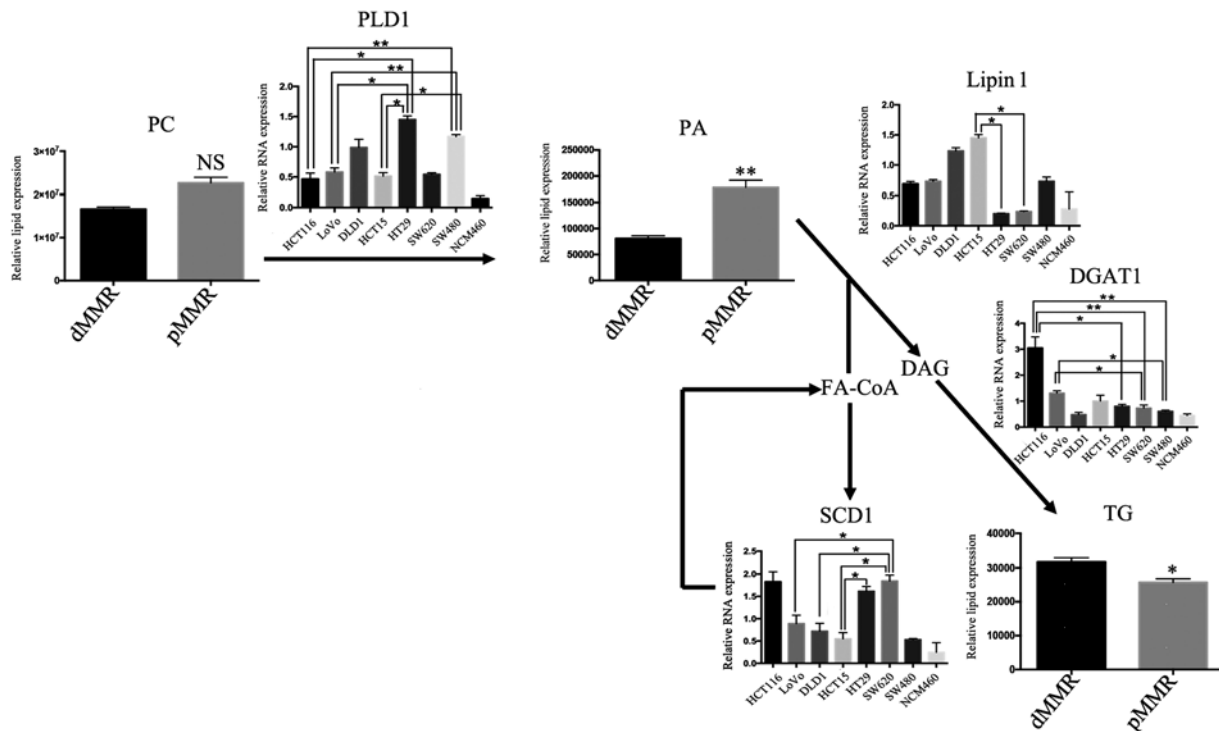 PC
Relative lipid expression
3×10⁷
2×10⁷
1×10⁷
0
NS
dMMR
pMMR
PLD1
Relative RNA expression
2.0
1.5
1.0
0.5
0.0
**
*
**
*
*
*
HCT116
LoVo
DLD1
HCT15
HT29
SW620
SW480
NCM460
PA
Relative lipid expression
200000
150000
100000
50000
0
**
dMMR
pMMR
Lipin 1
Relative RNA expression
2.0
1.5
1.0
0.5
0.0
*
*
HCT116
LoVo
DLD1
HCT15
HT29
SW620
SW480
NCM460
DGAT1
Relative RNA expression
4
3
2
1
0
**
**
*
*
*
HCT116
LoVo
DLD1
HCT15
HT29
SW620
SW480
NCM460
DAG
FA-CoA
SCD1
Relative RNA expression
2.0
1.5
1.0
0.5
0.0
*
*
*
*
HCT116
LoVo
DLD1
HCT15
HT29
SW620
SW480
NCM460
TG
Relative lipid expression
40000
30000
20000
10000
0
*
dMMR
pMMR